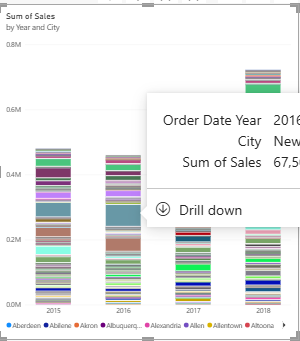 Sum of Sales
by Year and City
0.8M
0.6M
0.4M
0.2M
0.0M
Order Date Year 2016
City New
Sum of Sales 67,50
Drill down
2015 2016 2017 2018
Aberdeen Abilene Akron Albuquerq... Alexandria Allen Allentown Altoona